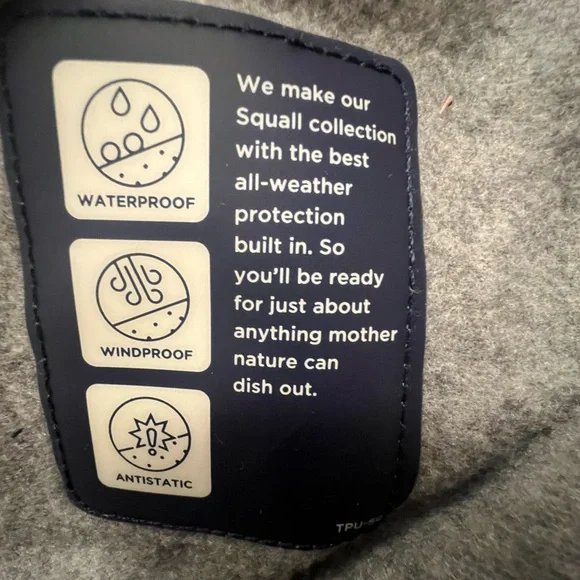 WATERPROOF
WINDPROOF
ANTISTATIC
We make our
Squall collection
with the best
all-weather
protection
built in. So
you'll be ready
for just about
anything mother
nature can
dish out.